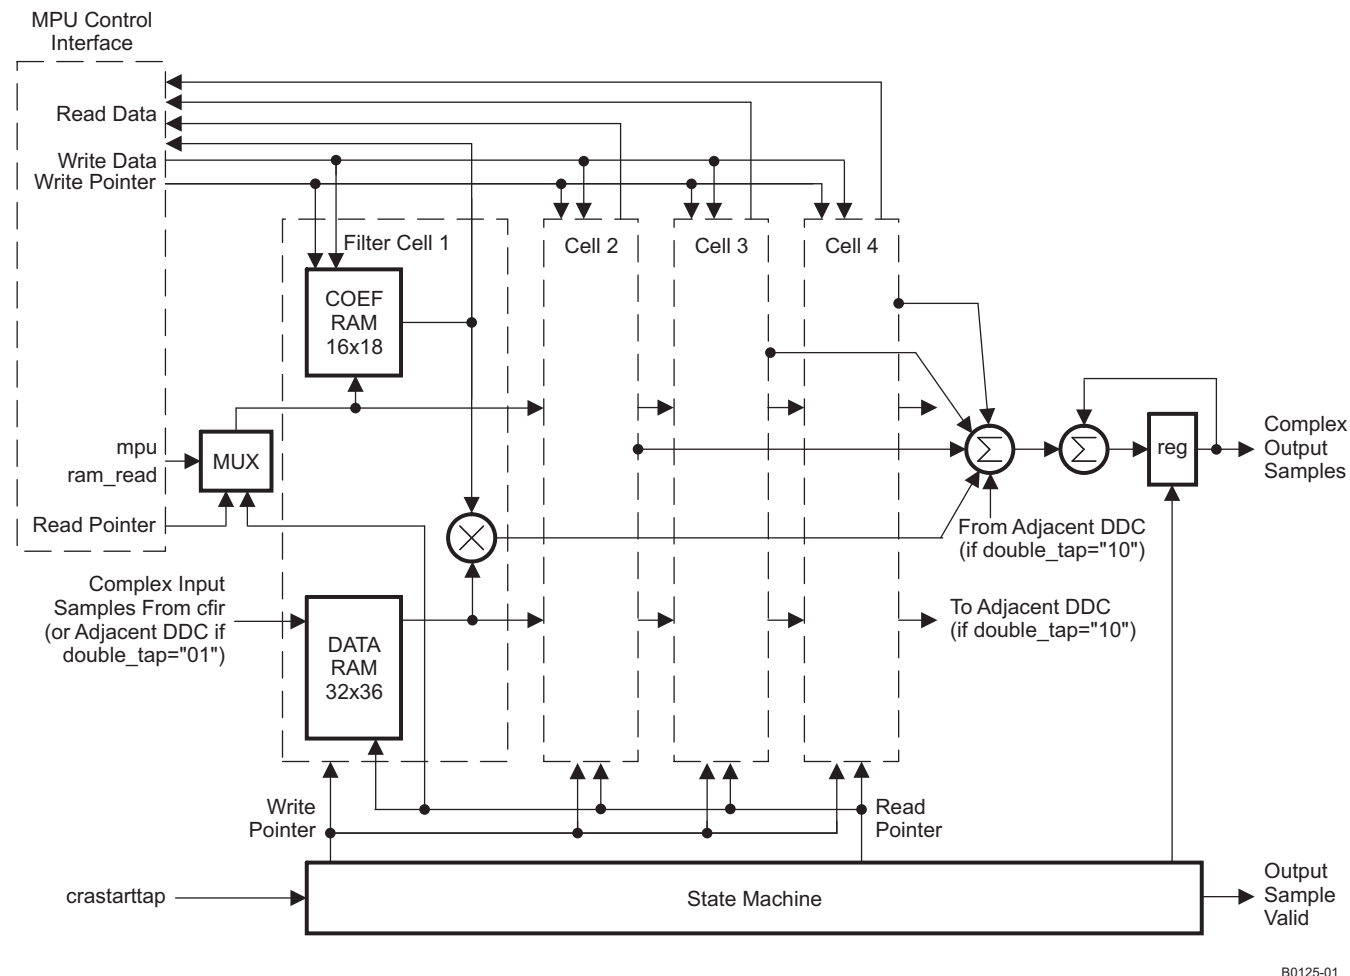 MPU Control
Interface
Read Data
Write Data
Write Pointer
Filter Cell 1
Cell 2
Cell 3
Cell 4
COEF
RAM
16x18
mpu
ram_read
MUX
Read Pointer
Σ
Σ
reg
Complex
Output
Samples
From Adjacent DDC
(if double_tap="10")
Complex Input
Samples From cfir
(or Adjacent DDC if
double_tap="01")
DATA
RAM
32x36
To Adjacent DDC
(if double_tap="10")
Write
Pointer
Read
Pointer
crastarttap
State Machine
Output
Sample
Valid
B0125-01